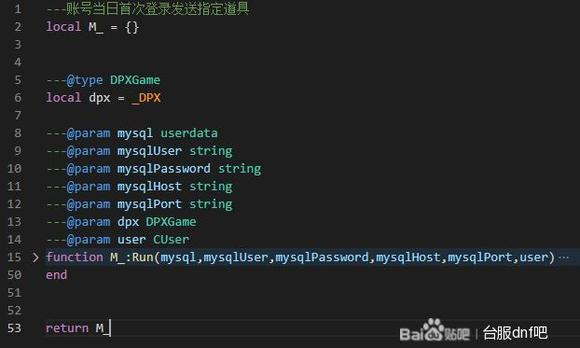 1 ---账号当日首次登录发送指定道具
2 local M_ = {}
3
4
5 ---@type DPXGame
6 local dpx = _DPX
7
8 ---@param mysql userdata
9 ---@param mysqlUser string
10 ---@param mysqlPassword string
11 ---@param mysqlHost string
12 ---@param mysqlPort string
13 ---@param dpx DPXGame
14 ---@param user CUser
15 function M_:Run(mysql,mysqlUser,mysqlPassword,mysqlHost,mysqlPort,user)⋯
50 end
51
52
53 return M_
Bai度贴吧 | 台服dnf吧